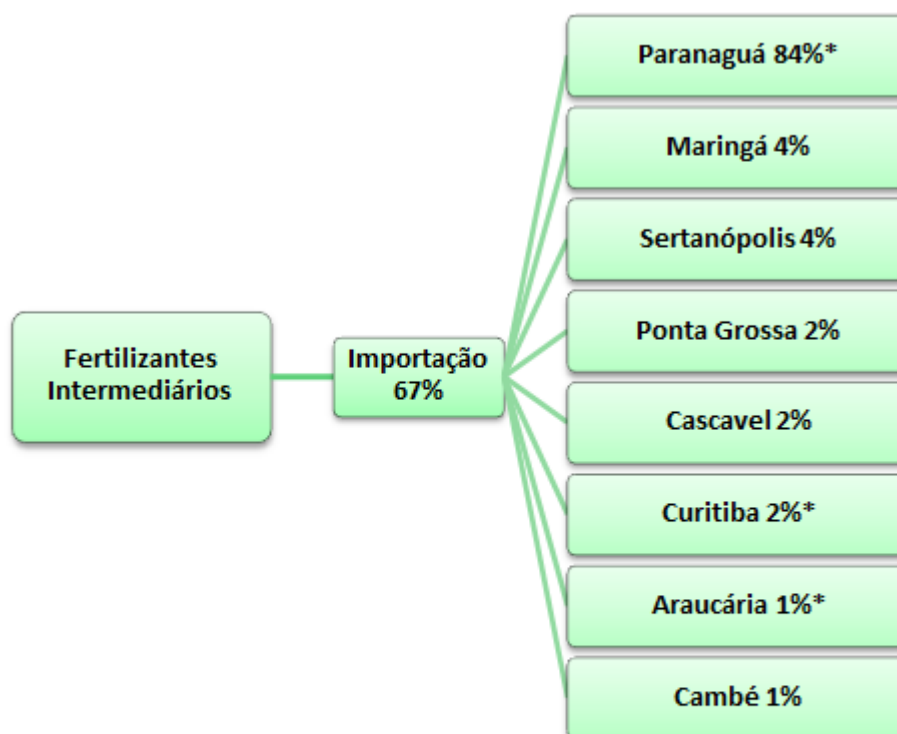 Fertilizantes
Intermediários
Importação
67%
Paranaguá 84%*
Maringá 4%
Sertanópolis 4%
Ponta Grossa 2%
Cascavel 2%
Curitiba 2%*
Araucária 1%*
Cambé 1%